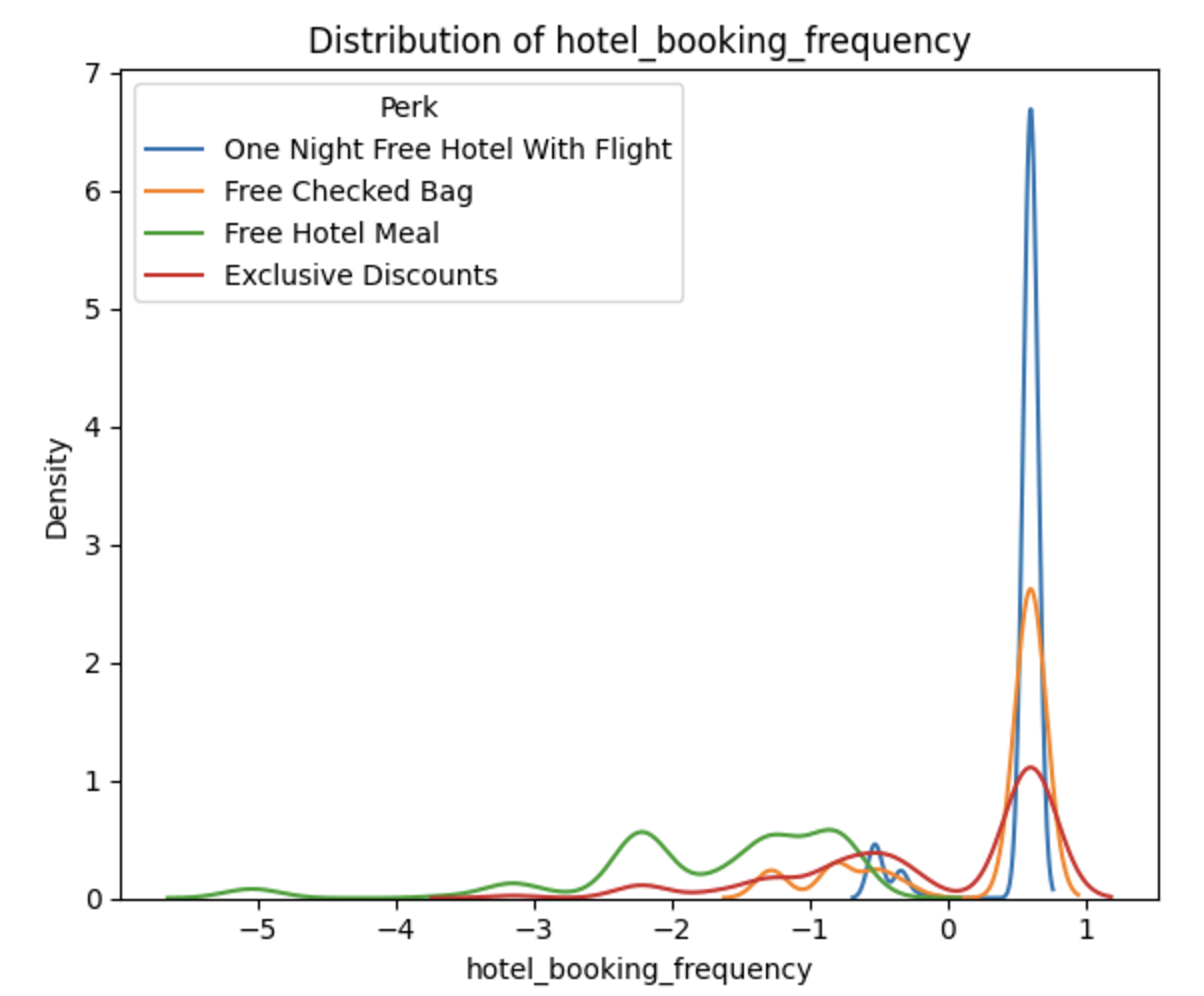 Distribution of hotel_booking_frequency
7
6
5
4
3
2
1
0
Density
Perk
One Night Free Hotel With Flight
Free Checked Bag
Free Hotel Meal
Exclusive Discounts
−5 −4 −3 −2 −1 0 1
hotel_booking_frequency